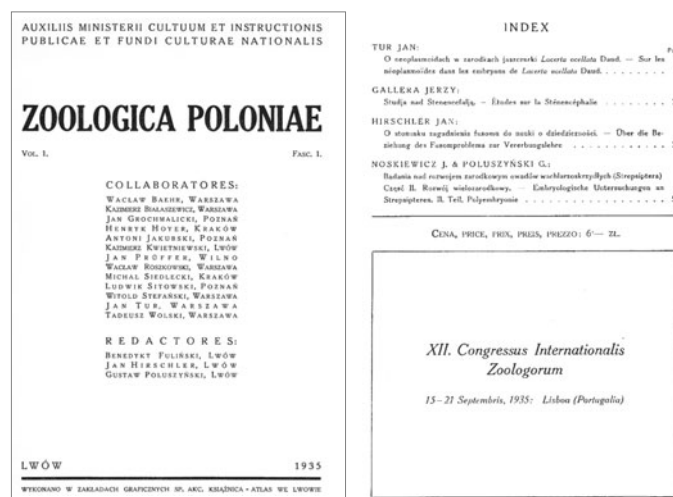 AUXILIIS MINISTERII CULTUUM ET INSTRUCTIONIS
PUBLICAE ET FUNDI CULTURAE NATIONALIS
ZOOLOGICA POLONIAE
VOL. 1. FASC. 1.
COLLABORATORES:
WACŁAW BAEHR, WARSZAWA
KAZIMIERZ BIAŁASZEWICZ, WARSZAWA
JAN GROCHMALICKI, POZNAŃ
HENRYK HOYER, KRAKÓW
ANTONI JAKUBSKI, POZNAŃ
KAZIMIERZ KWIETNIEWSKI, LWÓW
JAN PRÜFFER, WILNO
WACŁAW ROSZKOWSKI, WARSZAWA
MICHAŁ SIEDLECKI, KRAKÓW
LUDWIK SITOWSKI, POZNAŃ
WITOLD STEFAŃSKI, WARSZAWA
JAN TUR, WARSZAWA
TADEUSZ WOLSKI, WARSZAWA
REDACTORES:
BENEDYKT FULIŃSKI, LWÓW
JAN HIRSCHLER, LWÓW
GUSTAW POLUSZYŃSKI, LWÓW
LWÓW 1935
WYKONANO W ZAKŁADACH GRAFICZNYCH SP. AKC. KSIĄŻNICA - ATLAS WE LWOWIE
INDEX
TUR JAN:
O neoplasmoidach w zarodkach jaszczurki Lacerta ocellata Daud. — Sur les
néoplasmoïdes dans les embryons de Lacerta ocellata Daud.
GALLERA JERZY:
Studja nad Stenencefalją. — Études sur la Sténencéphalie
HIRSCHLER JAN:
O stosunku zagadnienia fusomu do nauki o dziedziczności. — Über die Be-
ziehung des Fusomproblems zur Vererbungslehre
NOSKIEWICZ J. & POLUSZYŃSKI G.:
Badania nad rozwojem zarodkowym owadów wachlarzoskrzydłych (Strepsiptera)
Część II. Rozwój wielozarodkowy. — Embryologische Untersuchungen an
Strepsipteren. II. Teil. Polyembryonie
CENA, PRICE, PRIX, PREIS, PREZZO: 6·— ZŁ.
XII. Congressus Internationalis
Zoologorum
15–21 Septembris, 1935: Lisboa (Portugalia)